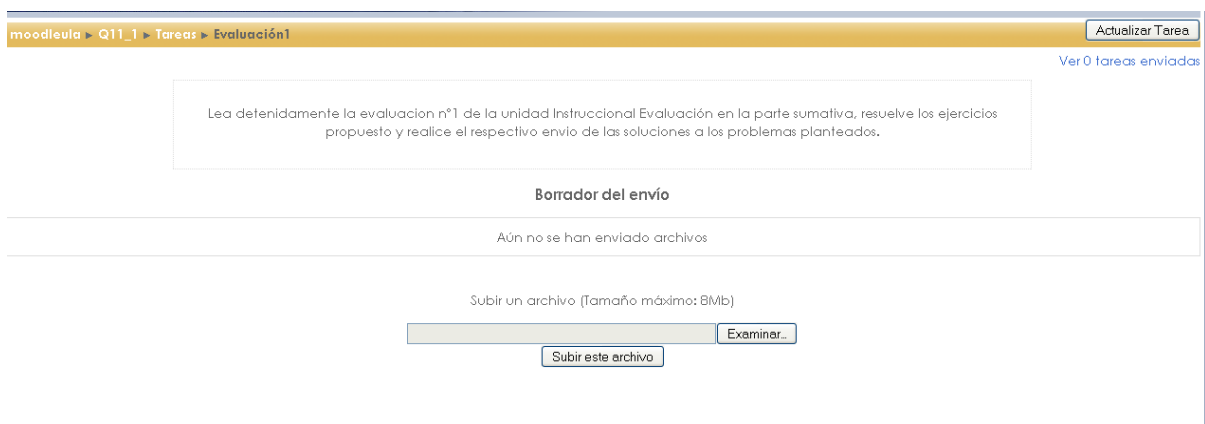 moodleula ► Q11_1 ► Tareas ► Evaluación1
Actualizar Tarea
Ver 0 tareas enviadas
Lea detenidamente la evaluacion n°1 de la unidad Instruccional Evaluación en la parte sumativa, resuelve los ejercicios
propuesto y realice el respectivo envio de las soluciones a los problemas planteados.
Borrador del envío
Aún no se han enviado archivos
Subir un archivo (Tamaño máximo: 8Mb)
Examinar...
Subir este archivo